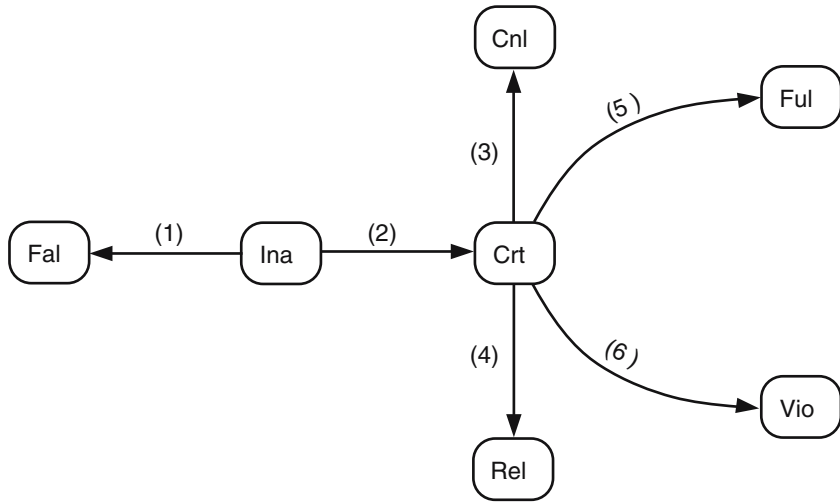 Cnl
Ful
(5)
(3)
Fal
(1)
Ina
(2)
Crt
(4)
(6)
Vio
Rel